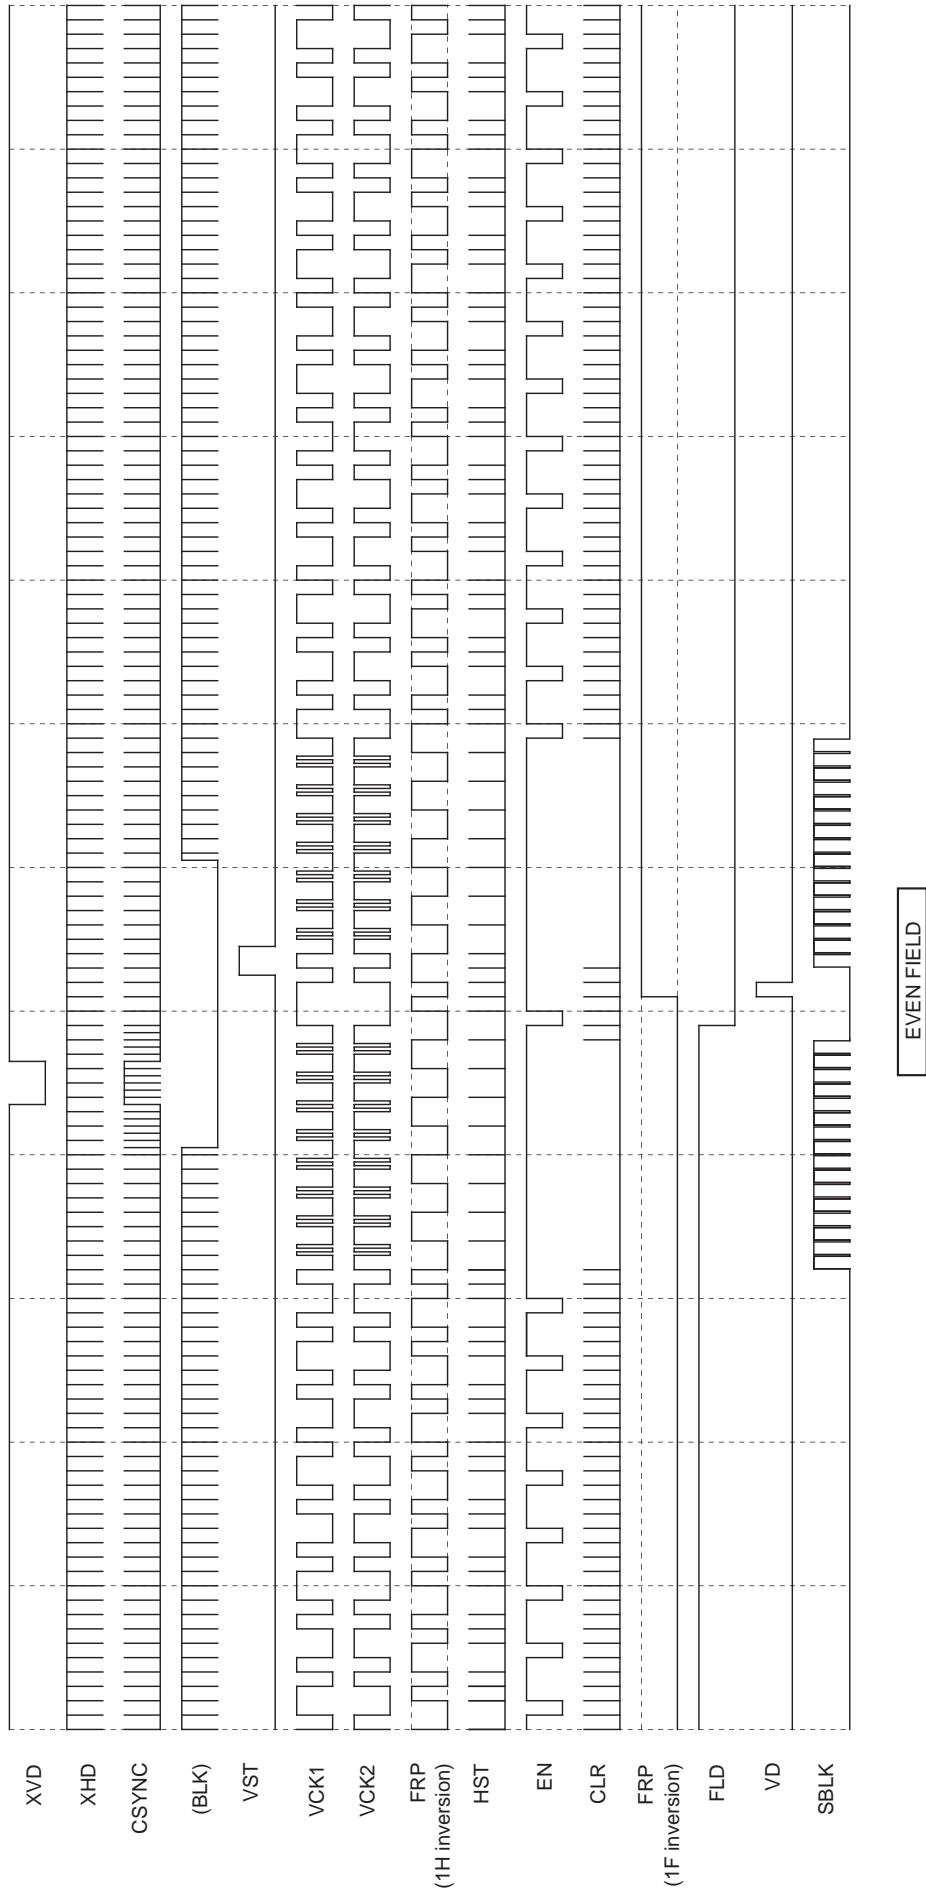 XVD
XHD
CSYNC
(BLK)
VST
VCK1
VCK2
FRP
(1H inversion)
HST
EN
CLR
FRP
(1F inversion)
FLD
VD
SBLK
EVEN FIELD